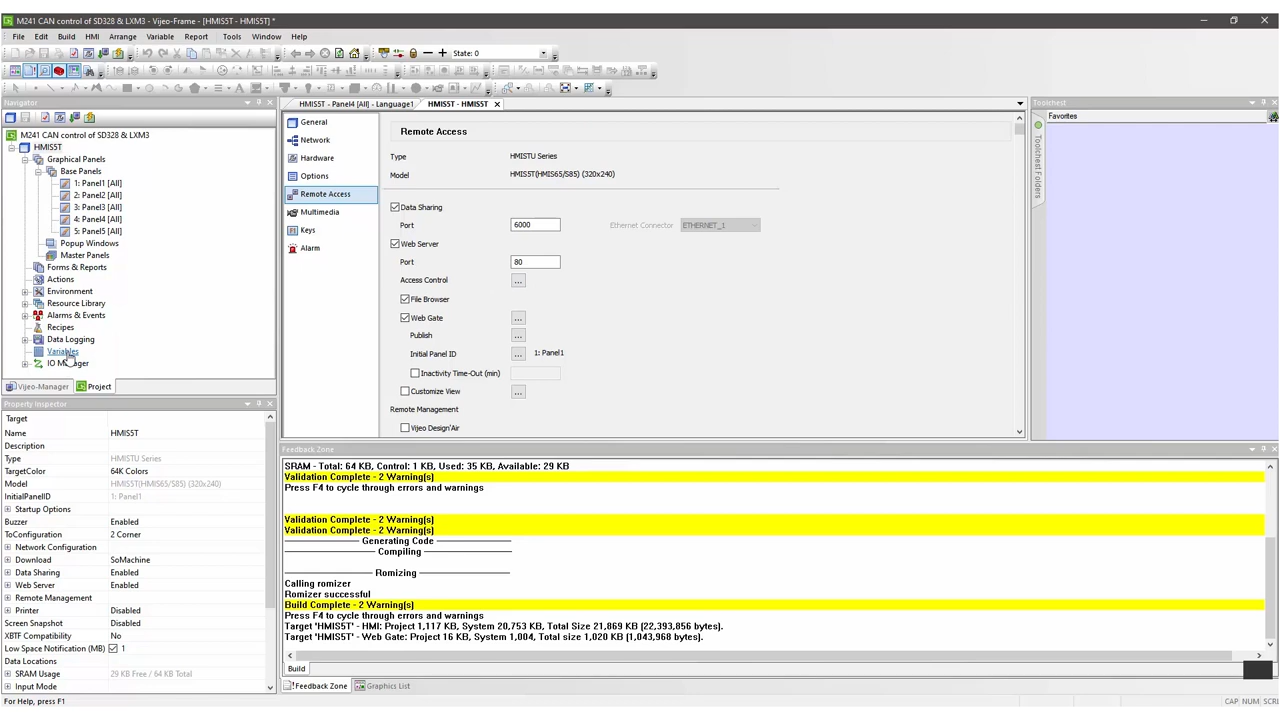 M241 CAN control of SD328 & LXM3 - Vijeo-Frame - [HMIS5T - HMIS5T] *
File Edit Build HMI Arrange Variable Report Tools Window Help
State: 0
Navigator
M241 CAN control of SD328 & LXM3
HMIS5T
Graphical Panels
Base Panels
1: Panel1 [All]
2: Panel2 [All]
3: Panel3 [All]
4: Panel4 [All]
5: Panel5 [All]
Popup Windows
Master Panels
Forms & Reports
Actions
Environment
Resource Library
Alarms & Events
Recipes
Data Logging
Variables
Vijeo-Manager Project
Property Inspector
Target
Name HMIS5T
Description
Type HMISTU Series
TargetColor 64K Colors
Model HMIS5T(HMIS65/S85) (320x240)
InitialPanelID 1: Panel1
Startup Options
Buzzer Enabled
ToConfiguration 2 Corner
Network Configuration
Download SoMachine
Data Sharing Enabled
Web Server Enabled
Remote Management
Printer Disabled
Screen Snapshot Disabled
XBTF Compatibility No
Low Space Notification (MB) 1
Data Locations
SRAM Usage 29 KB Free / 64 KB Total
Input Mode
For Help, press F1
HMIS5T - Panel4 [All] - Language1 HMIS5T - HMIS5T
General
Network
Hardware
Options
Remote Access
Multimedia
Keys
Alarm
Remote Access
Type HMISTU Series
Model HMIS5T(HMIS65/S85) (320x240)
Data Sharing
Port 6000 Ethernet Connector ETHERNET_1
Web Server
Port 80
Access Control ...
File Browser
Web Gate ...
Publish ...
Initial Panel ID ... 1: Panel1
Inactivity Time-Out (min)
Customize View ...
Remote Management
Vijeo Design'Air
Toolchest
Favorites
Toolchest Folders
Feedback Zone
SRAM - Total: 64 KB, Control: 1 KB, Used: 35 KB, Available: 29 KB
Validation Complete - 2 Warning(s)
Press F4 to cycle through errors and warnings
Validation Complete - 2 Warning(s)
Validation Complete - 2 Warning(s)
Generating Code
Compiling
Romizing
Calling romizer
Romizer successful
Build Complete - 2 Warning(s)
Press F4 to cycle through errors and warnings
Target 'HMIS5T' - HMI: Project 1,117 KB, System 20,753 KB, Total Size 21,869 KB (22,393,856 bytes).
Target 'HMIS5T' - Web Gate: Project 16 KB, System 1,004, Total size 1,020 KB (1,043,968 bytes).
Build
Feedback Zone Graphics List
CAP NUM SCRL